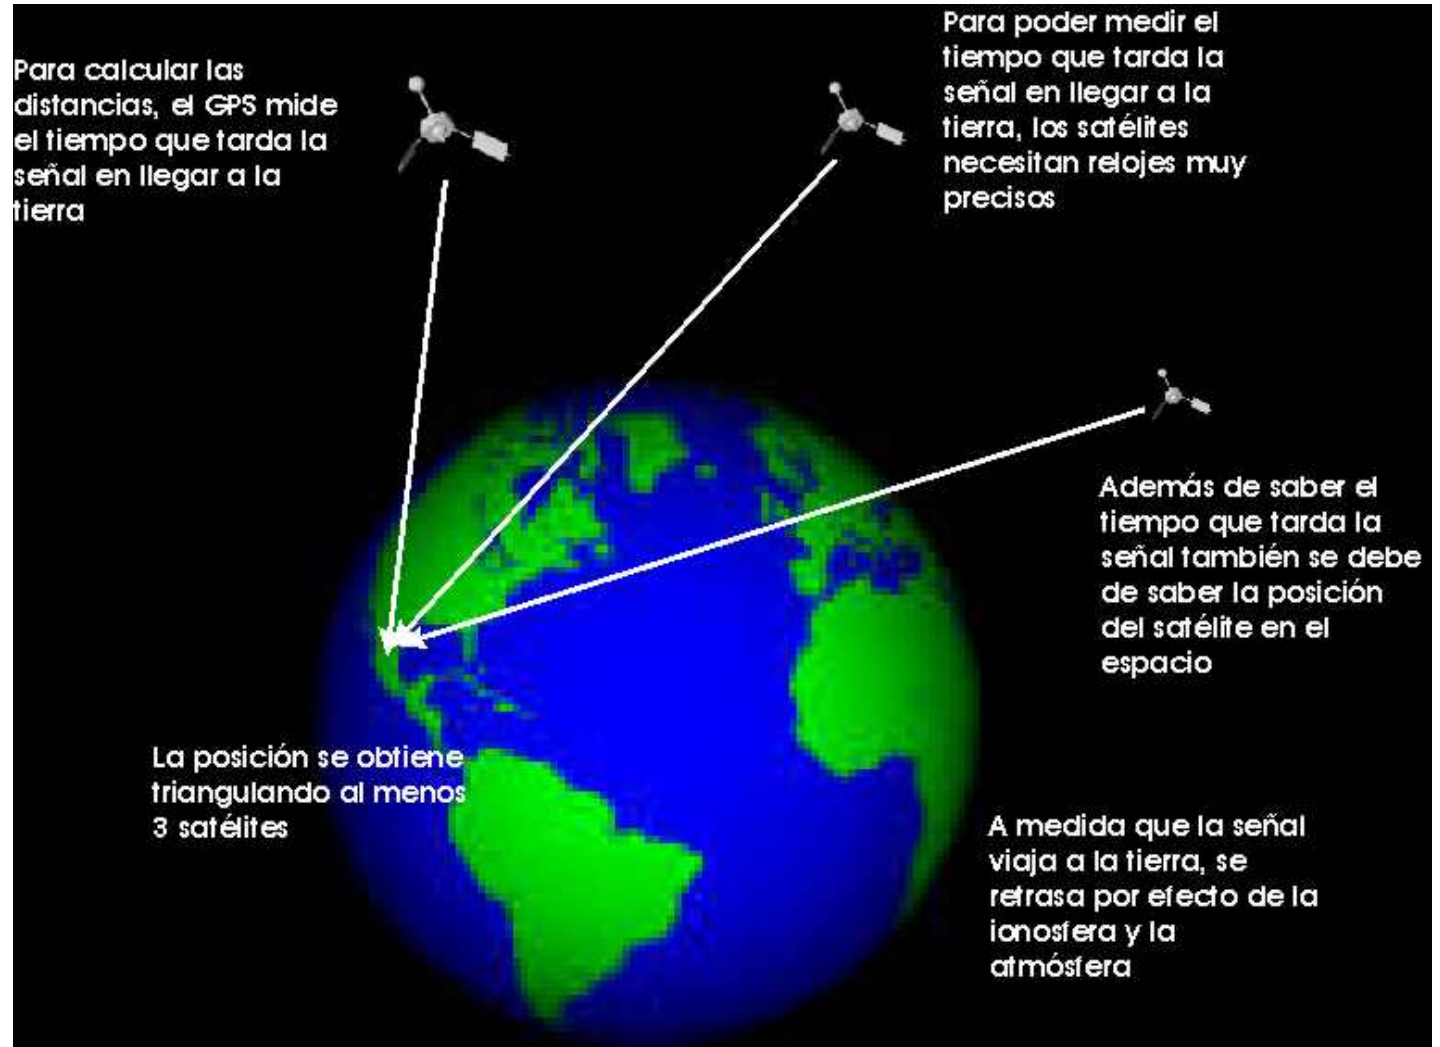 Para calcular las
distancias, el GPS mide
el tiempo que tarda la
señal en llegar a la
tierra
Para poder medir el
tiempo que tarda la
señal en llegar a la
tierra, los satélites
necesitan relojes muy
precisos
Además de saber el
tiempo que tarda la
señal también se debe
de saber la posición
del satélite en el
espacio
La posición se obtiene
triangulando al menos
3 satélites
A medida que la señal
viaja a la tierra, se
retrasa por efecto de la
ionosfera y la
atmósfera